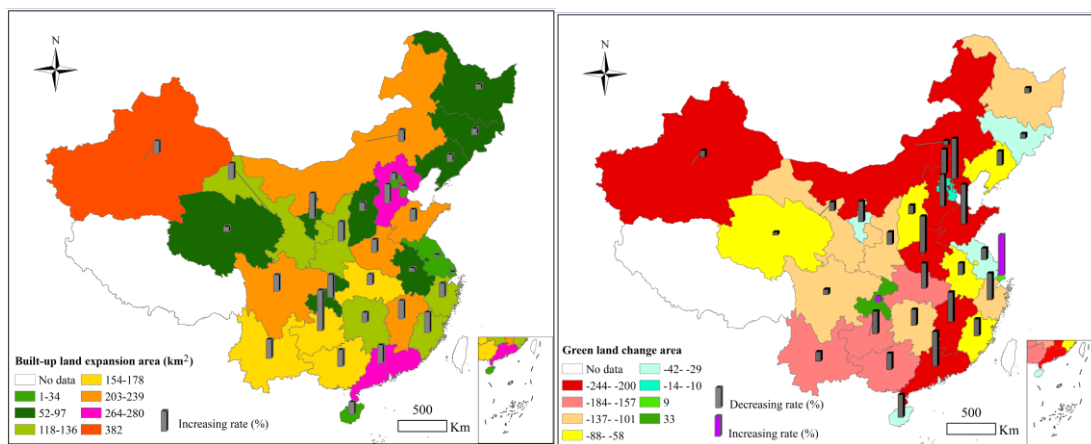 N
Built-up land expansion area (km²)
No data
1-34
52-97
118-136
154-178
203-239
264-280
382
Increasing rate (%)
500
Km
N
Green land change area
No data
-244- -200
-184- -157
-137- -101
-88- -58
-42- -29
-14- -10
9
33
Decreasing rate (%)
Increasing rate (%)
500
Km